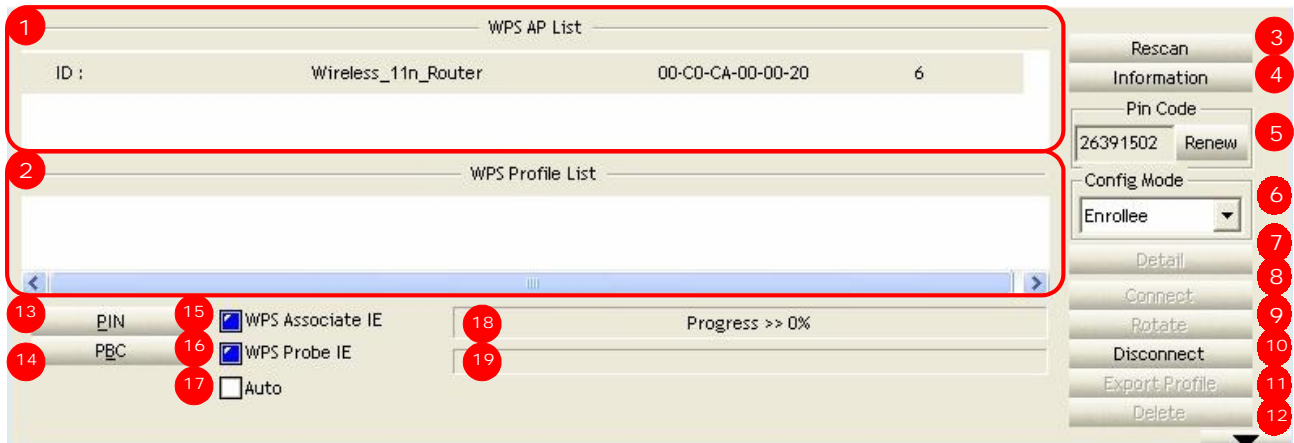 1
WPS AP List
ID : Wireless_11n_Router 00-C0-CA-00-00-20 6
2
WPS Profile List
Rescan 3
Information 4
Pin Code
26391502 Renew 5
Config Mode
Enrollee 6
7
Detail
8
Connect
9
Rotate
10
Disconnect
Export Profile 11
Delete 12
13 PIN 15 WPS Associate IE 18 Progress >> 0%
14 PBC 16 WPS Probe IE 19
17 Auto